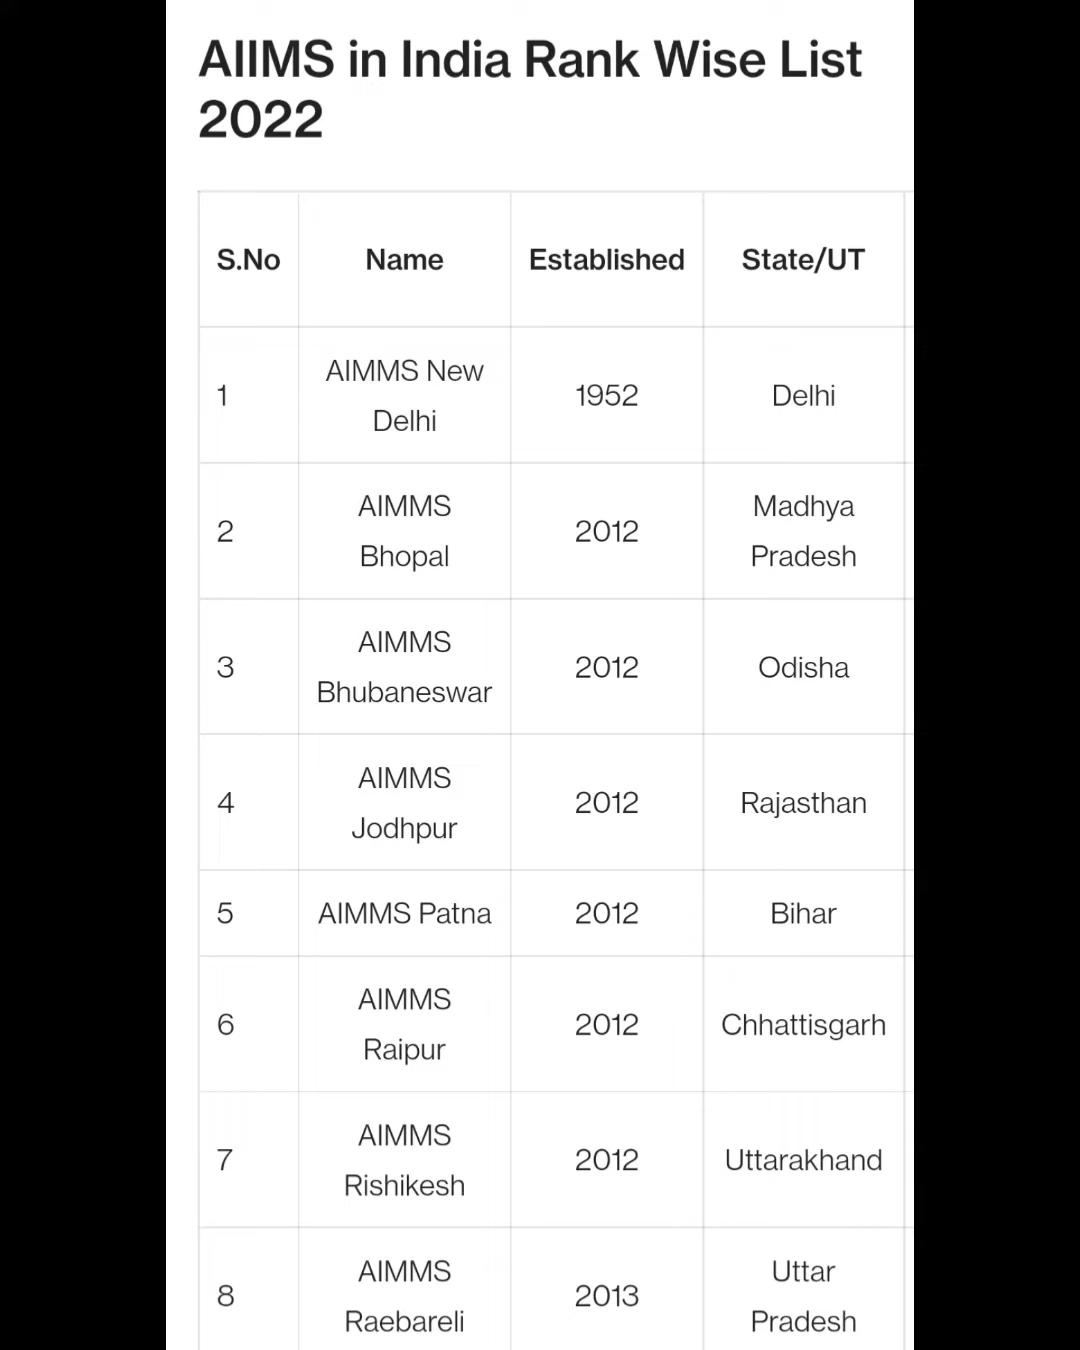 AIIMS in India Rank Wise List
2022
S.No Name Established State/UT
1 AIMMS New Delhi 1952 Delhi
2 AIMMS Bhopal 2012 Madhya Pradesh
3 AIMMS Bhubaneswar 2012 Odisha
4 AIMMS Jodhpur 2012 Rajasthan
5 AIMMS Patna 2012 Bihar
6 AIMMS Raipur 2012 Chhattisgarh
7 AIMMS Rishikesh 2012 Uttarakhand
8 AIMMS Raebareli 2013 Uttar Pradesh